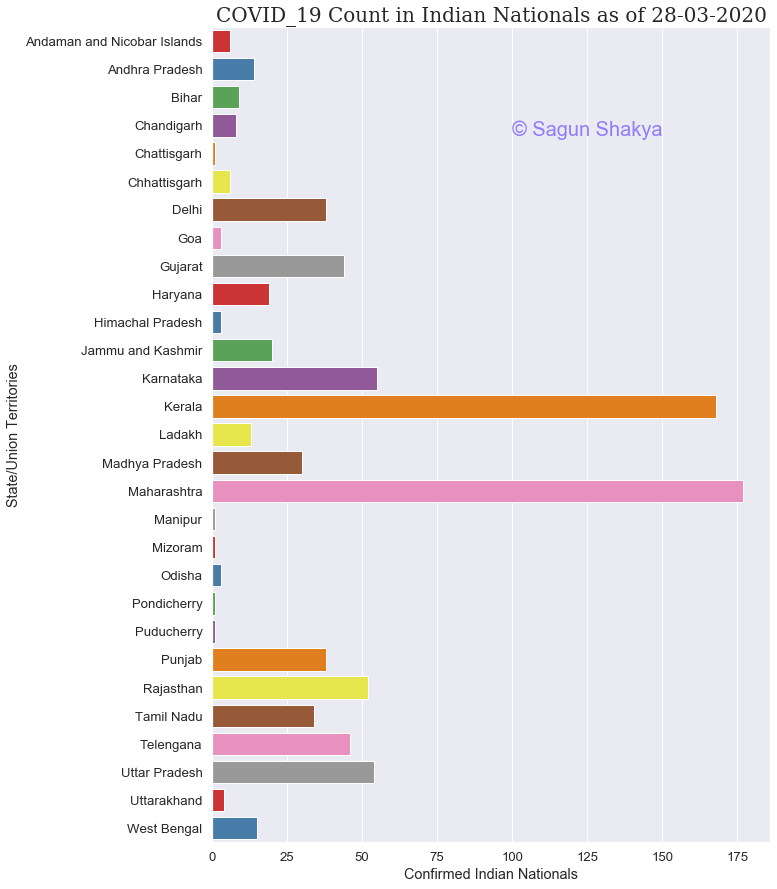 COVID_19 Count in Indian Nationals as of 28-03-2020
Andaman and Nicobar Islands
Andhra Pradesh
Bihar
Chandigarh
© Sagun Shakya
Chattisgarh
Chhattisgarh
Delhi
Goa
Gujarat
Haryana
Himachal Pradesh
Jammu and Kashmir
Karnataka
Kerala
Ladakh
Madhya Pradesh
Maharashtra
Manipur
Mizoram
Odisha
Pondicherry
Puducherry
Punjab
Rajasthan
Tamil Nadu
Telengana
Uttar Pradesh
Uttarakhand
West Bengal
State/Union Territories
0 25 50 75 100 125 150 175
Confirmed Indian Nationals